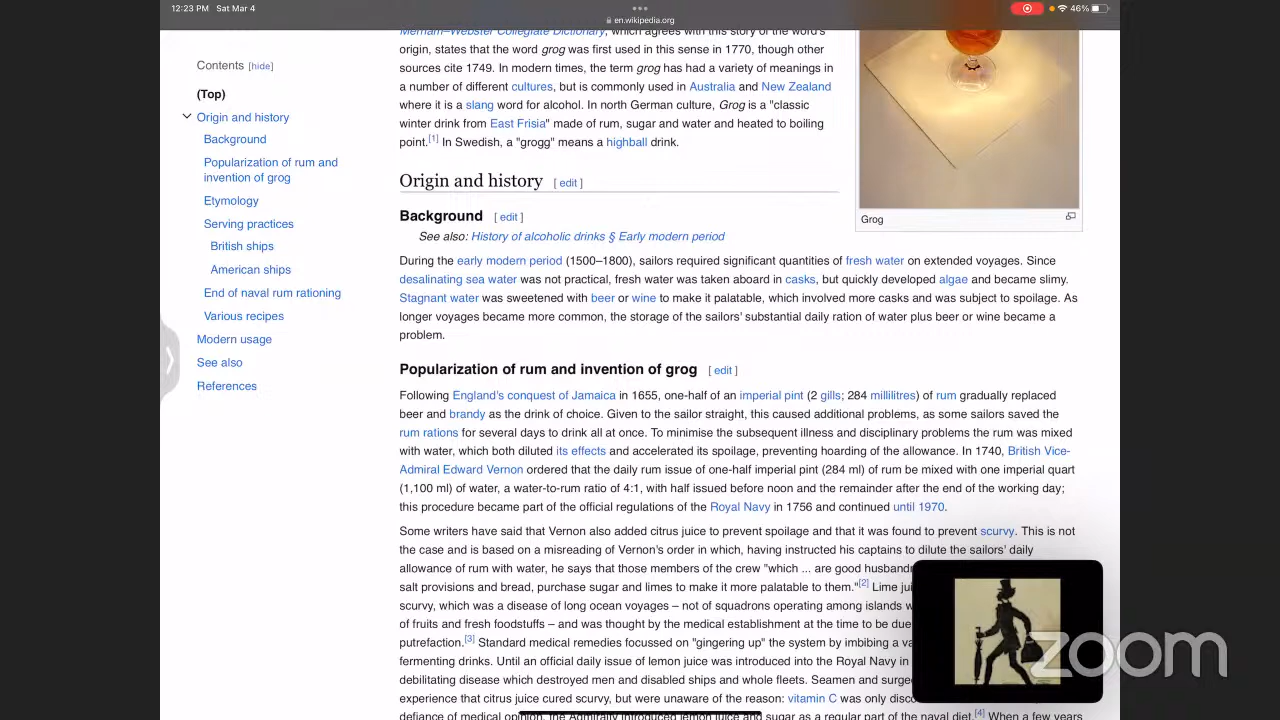 12:23 PM Sat Mar 4
46%
en.wikipedia.org
Contents [hide]
(Top)
Origin and history
Background
Popularization of rum and
invention of grog
Etymology
Serving practices
British ships
American ships
End of naval rum rationing
Various recipes
Modern usage
See also
References
Merriam–Webster Collegiate Dictionary, which agrees with this story of the word's
origin, states that the word grog was first used in this sense in 1770, though other
sources cite 1749. In modern times, the term grog has had a variety of meanings in
a number of different cultures, but is commonly used in Australia and New Zealand
where it is a slang word for alcohol. In north German culture, Grog is a "classic
winter drink from East Frisia" made of rum, sugar and water and heated to boiling
point.[1] In Swedish, a "grogg" means a highball drink.
Grog
Origin and history [ edit ]
Background [ edit ]
See also: History of alcoholic drinks § Early modern period
During the early modern period (1500–1800), sailors required significant quantities of fresh water on extended voyages. Since
desalinating sea water was not practical, fresh water was taken aboard in casks, but quickly developed algae and became slimy.
Stagnant water was sweetened with beer or wine to make it palatable, which involved more casks and was subject to spoilage. As
longer voyages became more common, the storage of the sailors' substantial daily ration of water plus beer or wine became a
problem.
Popularization of rum and invention of grog [ edit ]
Following England's conquest of Jamaica in 1655, one-half of an imperial pint (2 gills; 284 millilitres) of rum gradually replaced
beer and brandy as the drink of choice. Given to the sailor straight, this caused additional problems, as some sailors saved the
rum rations for several days to drink all at once. To minimise the subsequent illness and disciplinary problems the rum was mixed
with water, which both diluted its effects and accelerated its spoilage, preventing hoarding of the allowance. In 1740, British Vice-
Admiral Edward Vernon ordered that the daily rum issue of one-half imperial pint (284 ml) of rum be mixed with one imperial quart
(1,100 ml) of water, a water-to-rum ratio of 4:1, with half issued before noon and the remainder after the end of the working day;
this procedure became part of the official regulations of the Royal Navy in 1756 and continued until 1970.
Some writers have said that Vernon also added citrus juice to prevent spoilage and that it was found to prevent scurvy. This is not
the case and is based on a misreading of Vernon's order in which, having instructed his captains to dilute the sailors' daily
allowance of rum with water, he says that those members of the crew "which ... are good husband
salt provisions and bread, purchase sugar and limes to make it more palatable to them."[2] Lime jui
scurvy, which was a disease of long ocean voyages – not of squadrons operating among islands w
of fruits and fresh foodstuffs – and was thought by the medical establishment at the time to be due
putrefaction.[3] Standard medical remedies focussed on "gingering up" the system by imbibing a va
fermenting drinks. Until an official daily issue of lemon juice was introduced into the Royal Navy in
debilitating disease which destroyed men and disabled ships and whole fleets. Seamen and surge
experience that citrus juice cured scurvy, but were unaware of the reason: vitamin C was only disco
defiance of medical opinion, the Admiralty introduced lemon juice and sugar as a regular part of the naval diet.[4] When a few years
zoom